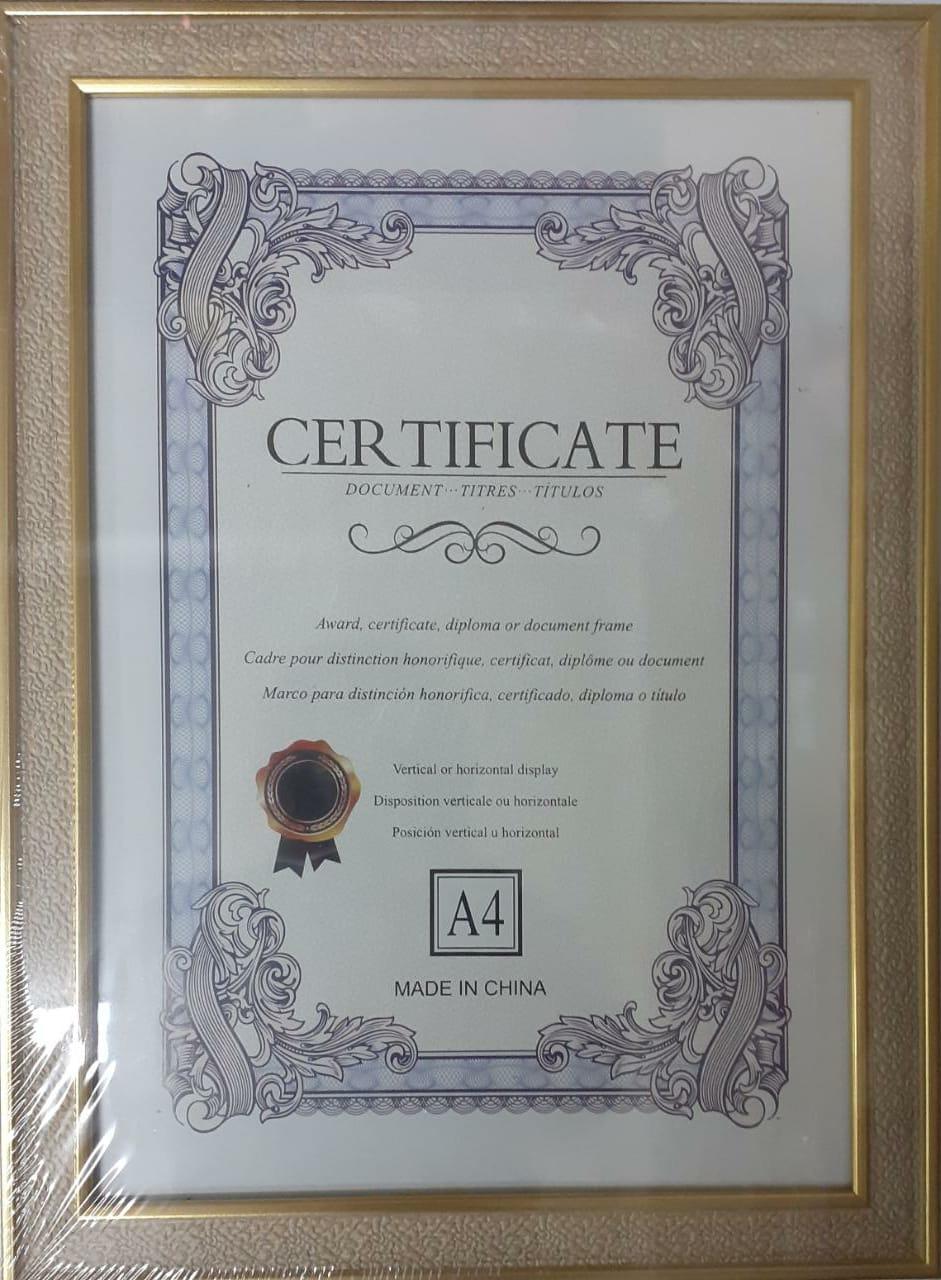 CERTIFICATE
DOCUMENT···TITRES···TÍTULOS
Award, certificate, diploma or document frame
Cadre pour distinction honorifique, certificat, diplôme ou document
Marco para distinción honorifica, certificado, diploma o título
Vertical or horizontal display
Disposition verticale ou horizontale
Posición vertical u horizontal
A4
MADE IN CHINA